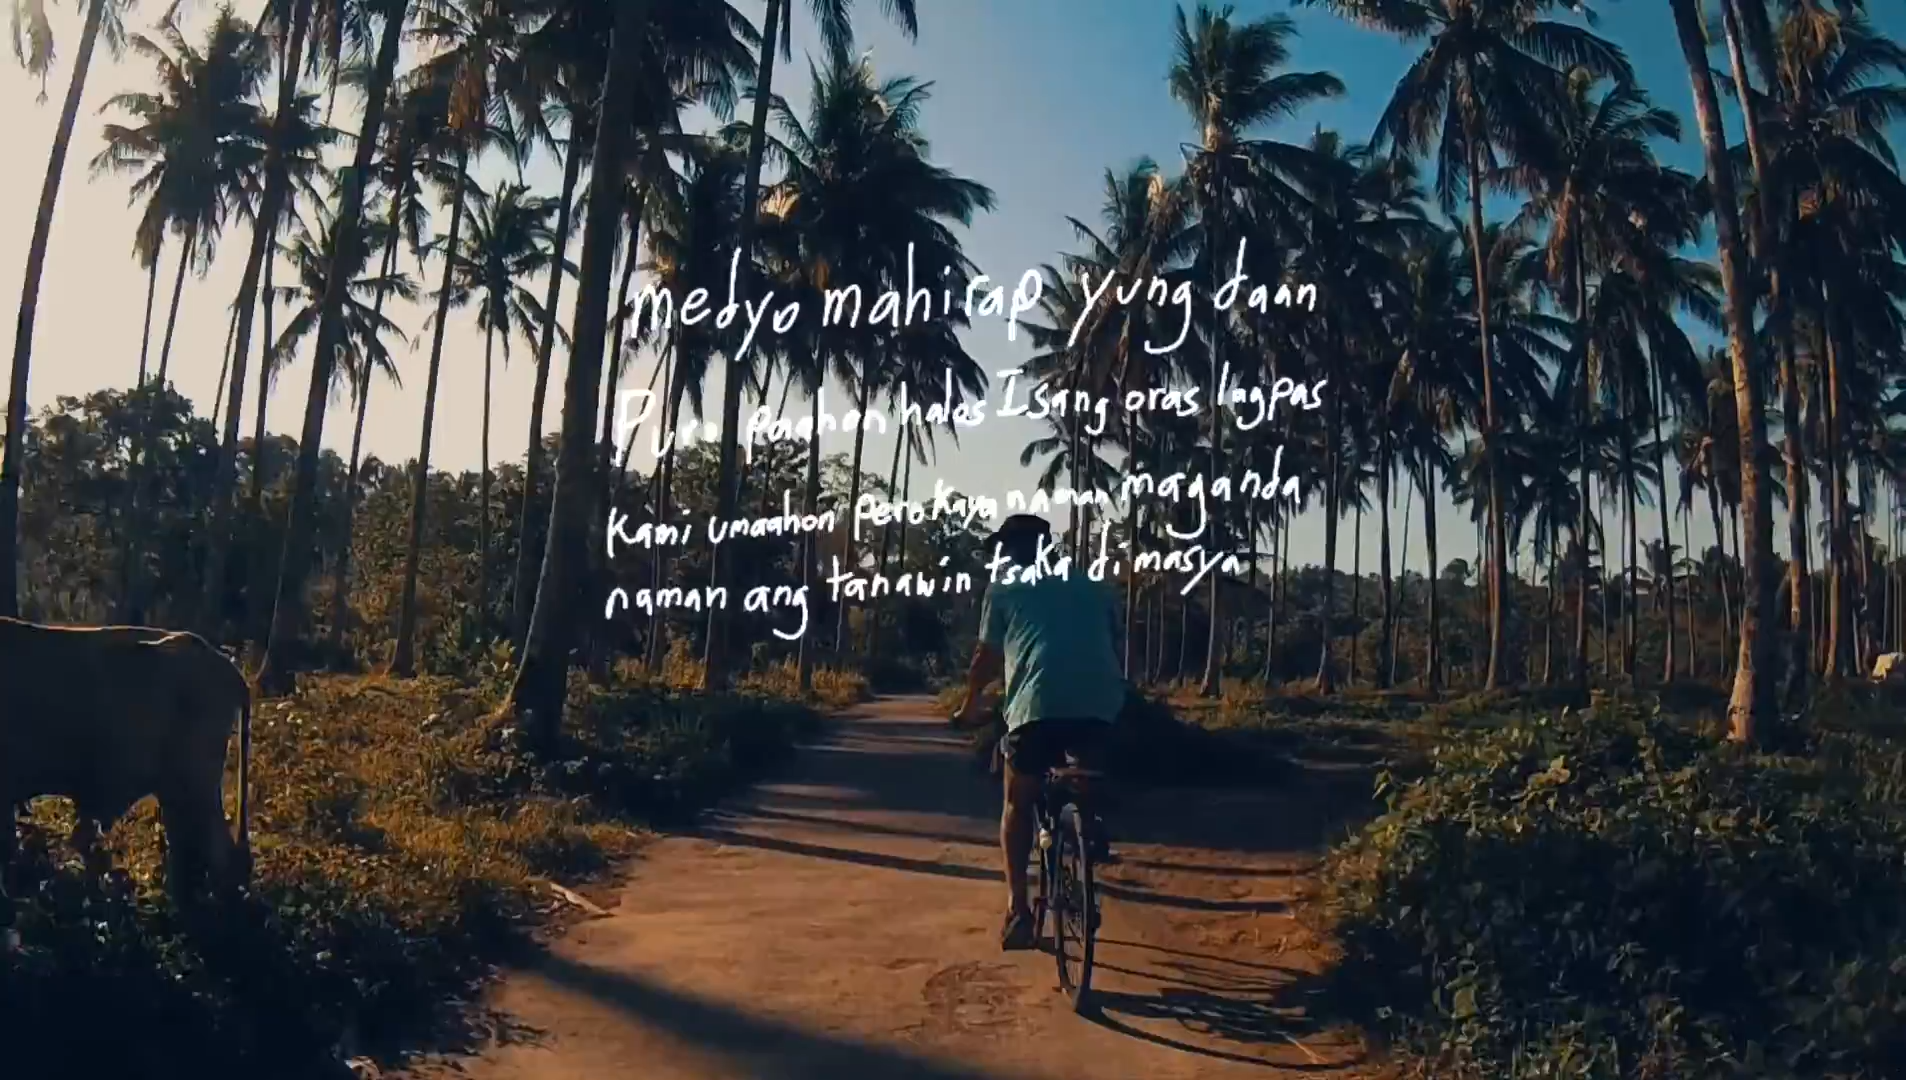 medyo mahirap yung daan
Puro paahon halos Isang oras lagpas
Kami umaahon pero kaya naman maganda
naman ang tanawin tsaka di masya